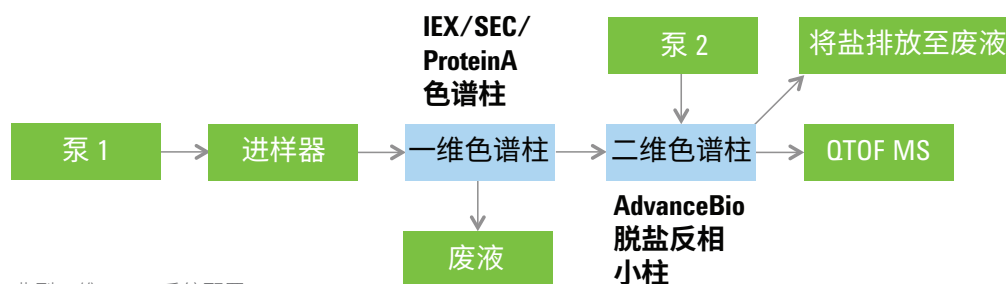 IEX/SEC/
ProteinA
色谱柱
泵 2
将盐排放至废液
泵 1
进样器
一维色谱柱
二维色谱柱
QTOF MS
废液
AdvanceBio
脱盐反相
小柱